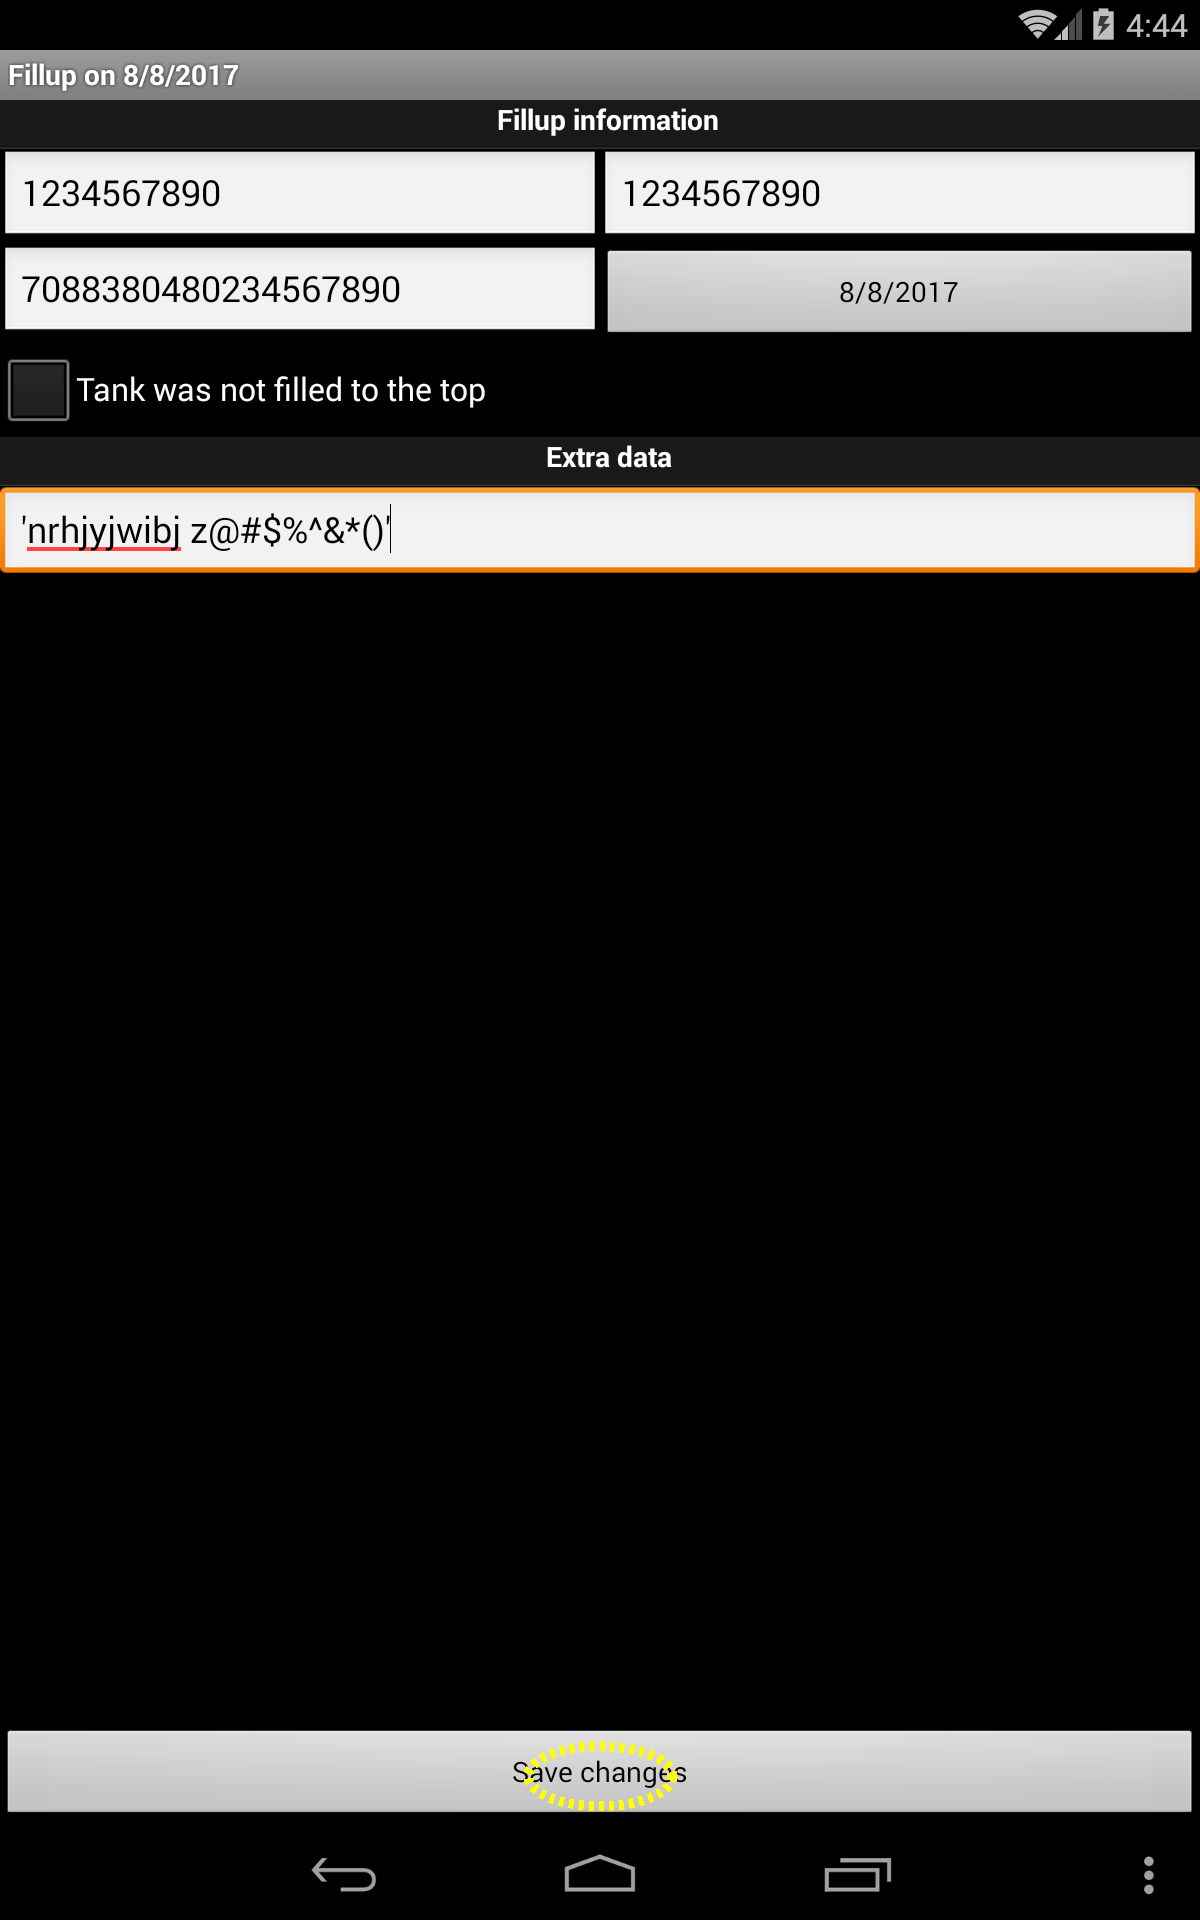 4:44
Fillup on 8/8/2017
Fillup information
1234567890 1234567890
7088380480234567890 8/8/2017
Tank was not filled to the top
Extra data
'nrhjyjwibj z@#$%^&*()'
Save changes